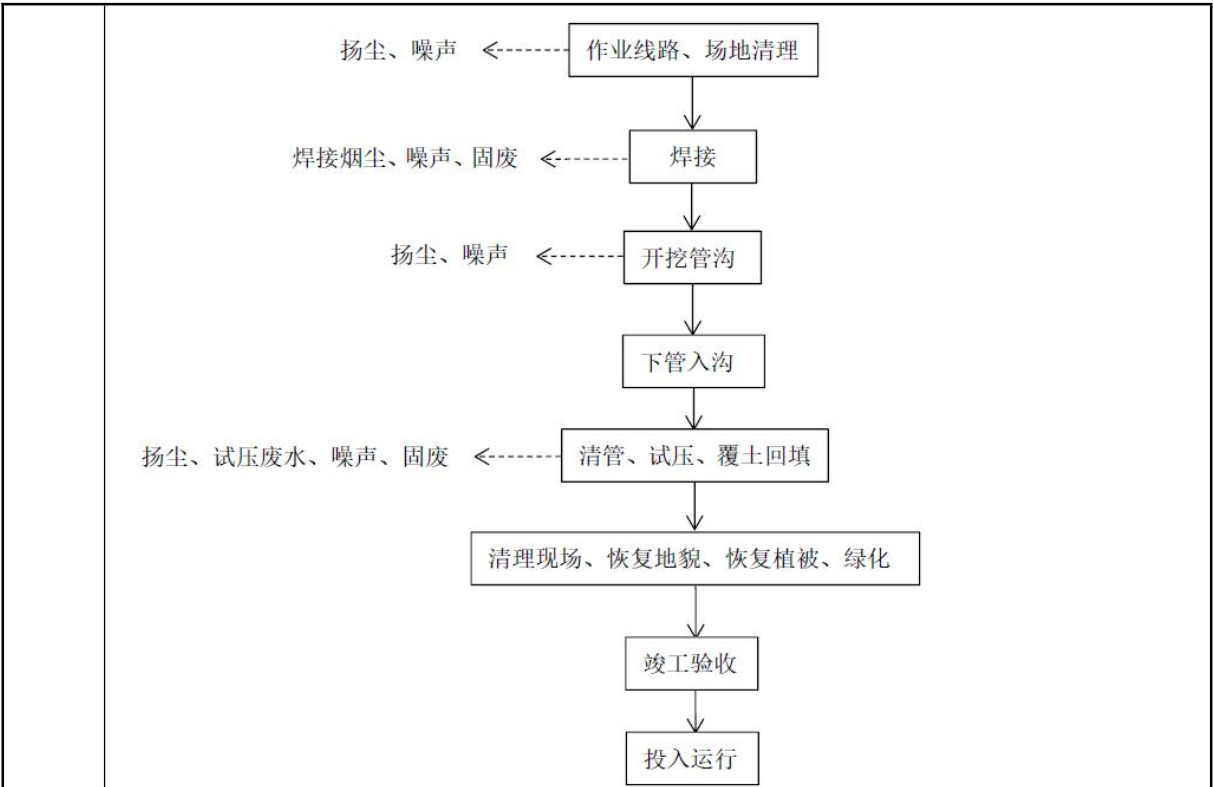 扬尘、噪声 作业线路、场地清理
焊接烟尘、噪声、固废 焊接
扬尘、噪声 开挖管沟
下管入沟
扬尘、试压废水、噪声、固废 清管、试压、覆土回填
清理现场、恢复地貌、恢复植被、绿化
竣工验收
投入运行